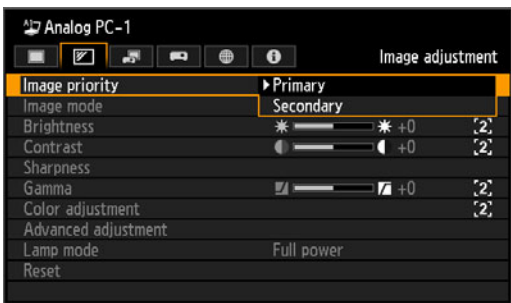 Analog PC-1
Image adjustment
Image priority Primary
Image mode Secondary
Brightness +0 [2]
Contrast +0 [2]
Sharpness
Gamma +0 [2]
Color adjustment [2]
Advanced adjustment
Lamp mode Full power
Reset